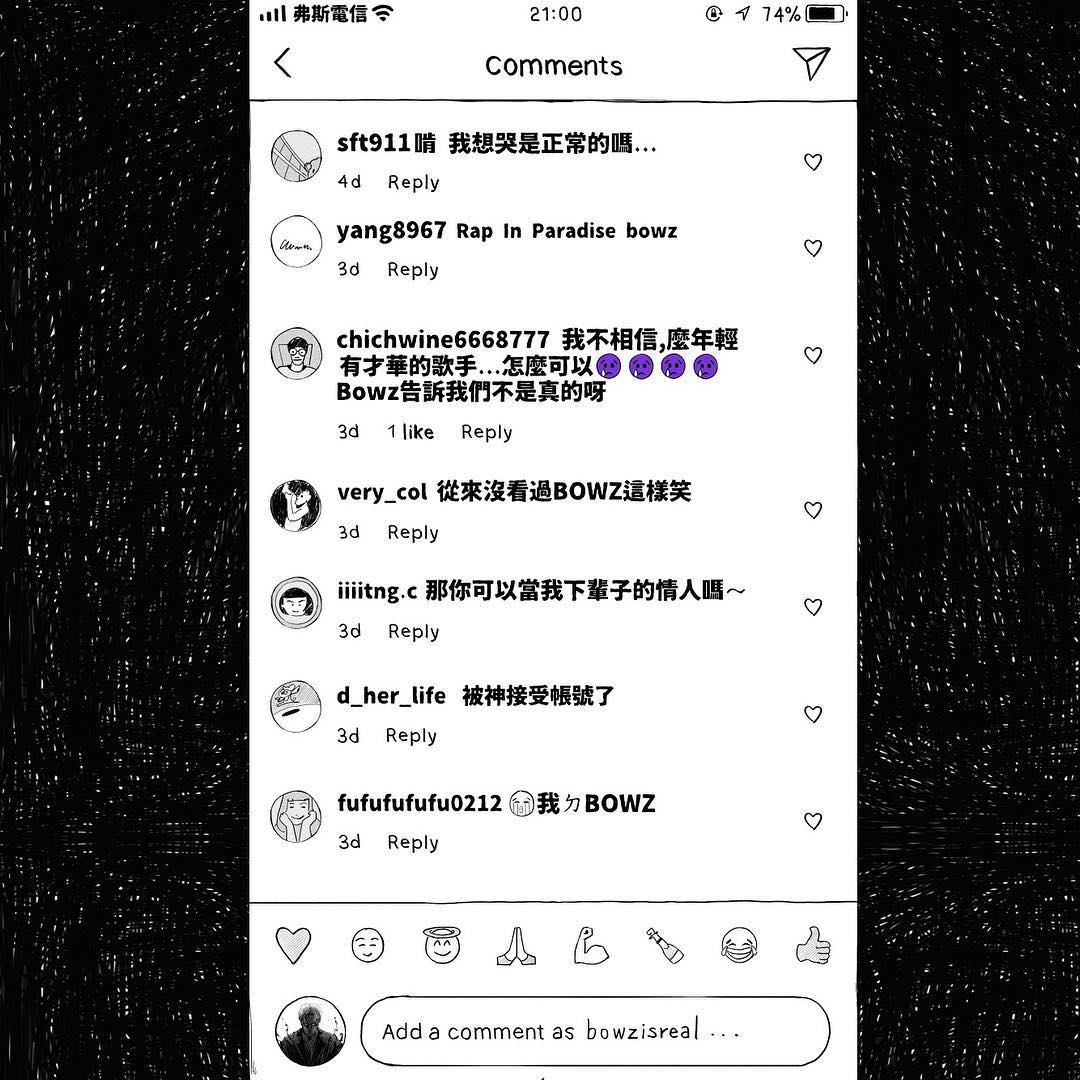 弗斯電信 21:00 74%
Comments
sft911啃 我想哭是正常的嗎...
4d Reply
yang8967 Rap In Paradise bowz
3d Reply
chichwine6668777 我不相信,麼年輕
有才華的歌手...怎麼可以
Bowz告訴我們不是真的呀
3d 1 like Reply
very_col 從來沒看過BOWZ這樣笑
3d Reply
iiiitng.c 那你可以當我下輩子的情人嗎～
3d Reply
d_her_life 被神接受帳號了
3d Reply
fufufufufu0212 我ㄉBOWZ
3d Reply
Add a comment as bowzisreal ...